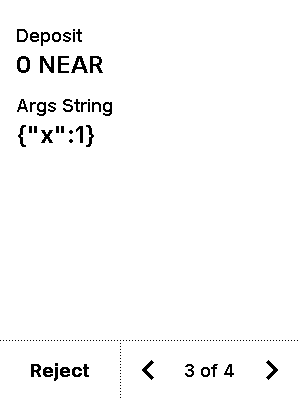 Deposit
0 NEAR
Args String
{"x":1}
Reject
3 of 4